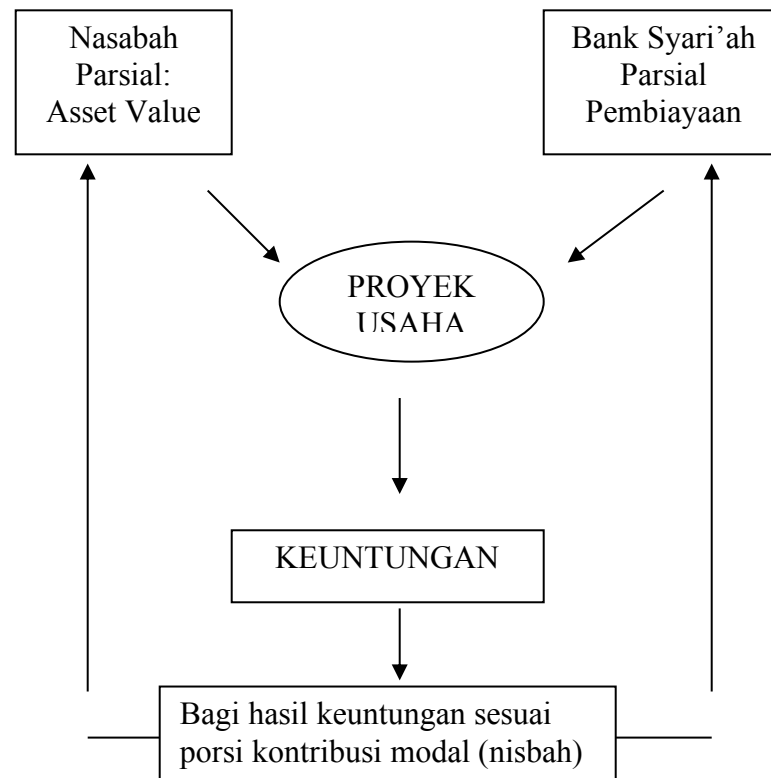 Nasabah
Parsial:
Asset Value
Bank Syari’ah
Parsial
Pembiayaan
PROYEK
USAHA
KEUNTUNGAN
Bagi hasil keuntungan sesuai
porsi kontribusi modal (nisbah)